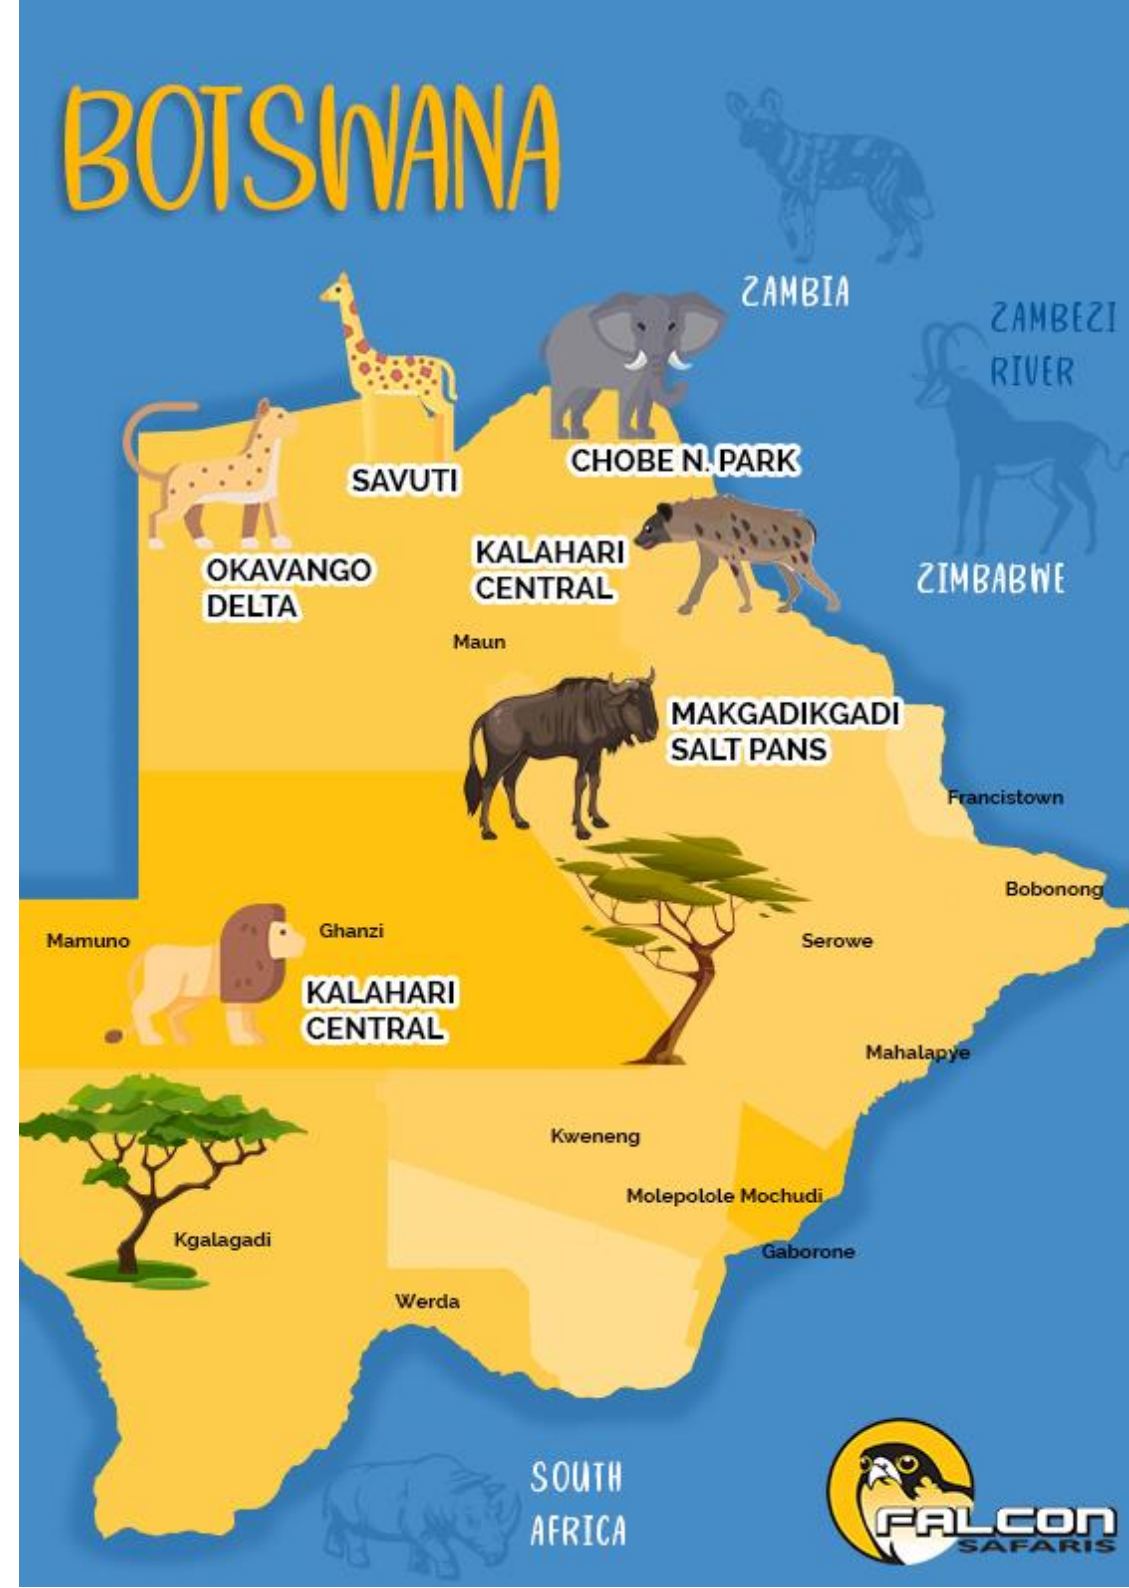 BOTSWANA
ZAMBIA
ZAMBEZI
RIVER
CHOBE N. PARK
SAVUTI
KALAHARI
CENTRAL
OKAVANGO
DELTA
ZIMBABWE
Maun
MAKGADIKGADI
SALT PANS
Francistown
Bobonong
Mamuno
Ghanzi
Serowe
KALAHARI
CENTRAL
Mahalapye
Kweneng
Molepolole Mochudi
Kgalagadi
Gaborone
Werda
SOUTH
AFRICA
FALCON
SAFARIS